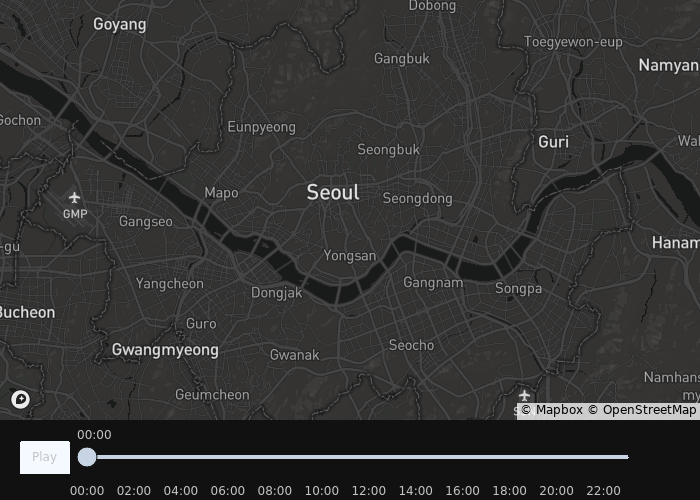 Dobong
Goyang
Togyewon-eup
Gangbuk
Namyan
Gochon
Eunpyeong
Guri
Seongbuk
Wal
Mapo
Seoul
Seongdong
GMP
Gangseo
-gu
Hanam
Yongsan
Yangcheon
Gangnam
Dongjak
Songpa
Bucheon
Guro
Gwangmyeong
Seocho
Gwanak
Namhans
Geumcheon
my
© Mapbox © OpenStreetMap
00:00
Play
00:00 02:00 04:00 06:00 08:00 10:00 12:00 14:00 16:00 18:00 20:00 22:00